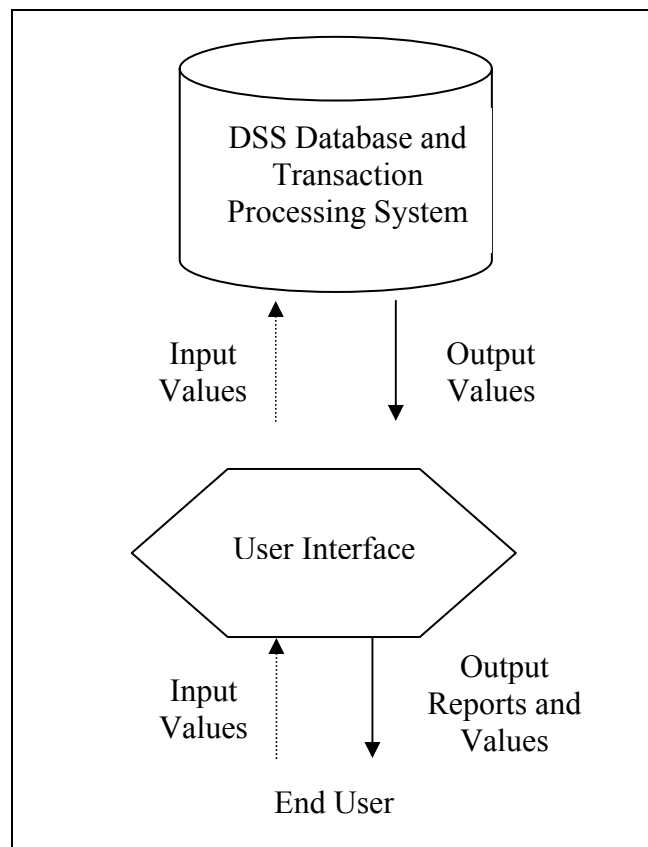 DSS Database and
Transaction
Processing System
Input
Values
Output
Values
User Interface
Input
Values
Output
Reports and
Values
End User